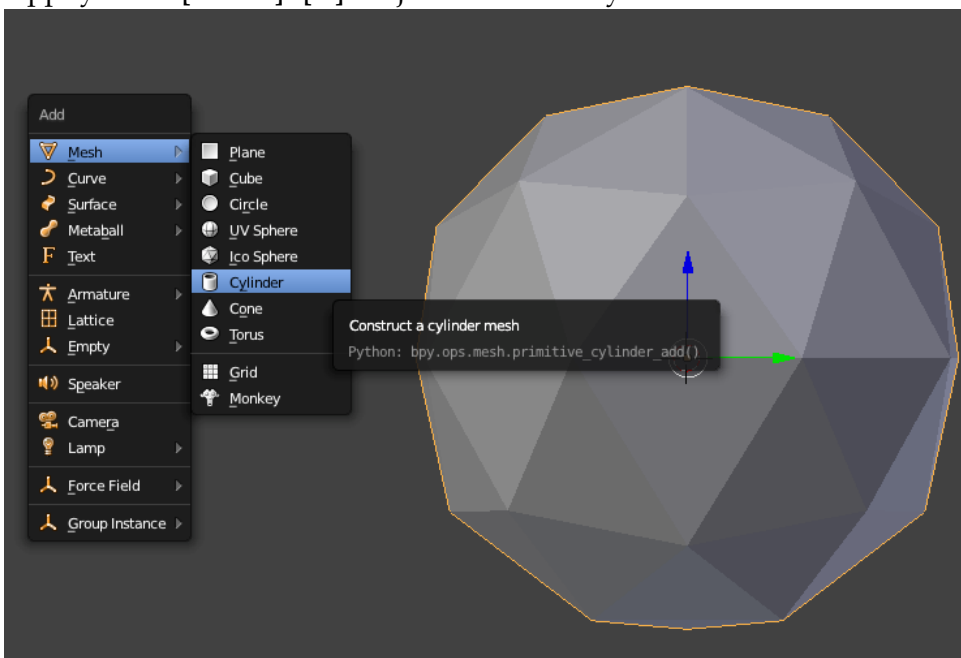 Add
Mesh
Curve
Surface
Metaball
Text
Armature
Lattice
Empty
Speaker
Camera
Lamp
Force Field
Group Instance
Plane
Cube
Circle
UV Sphere
Ico Sphere
Cylinder
Cone
Torus
Grid
Monkey
Construct a cylinder mesh
Python: bpy.ops.mesh.primitive_cylinder_add()